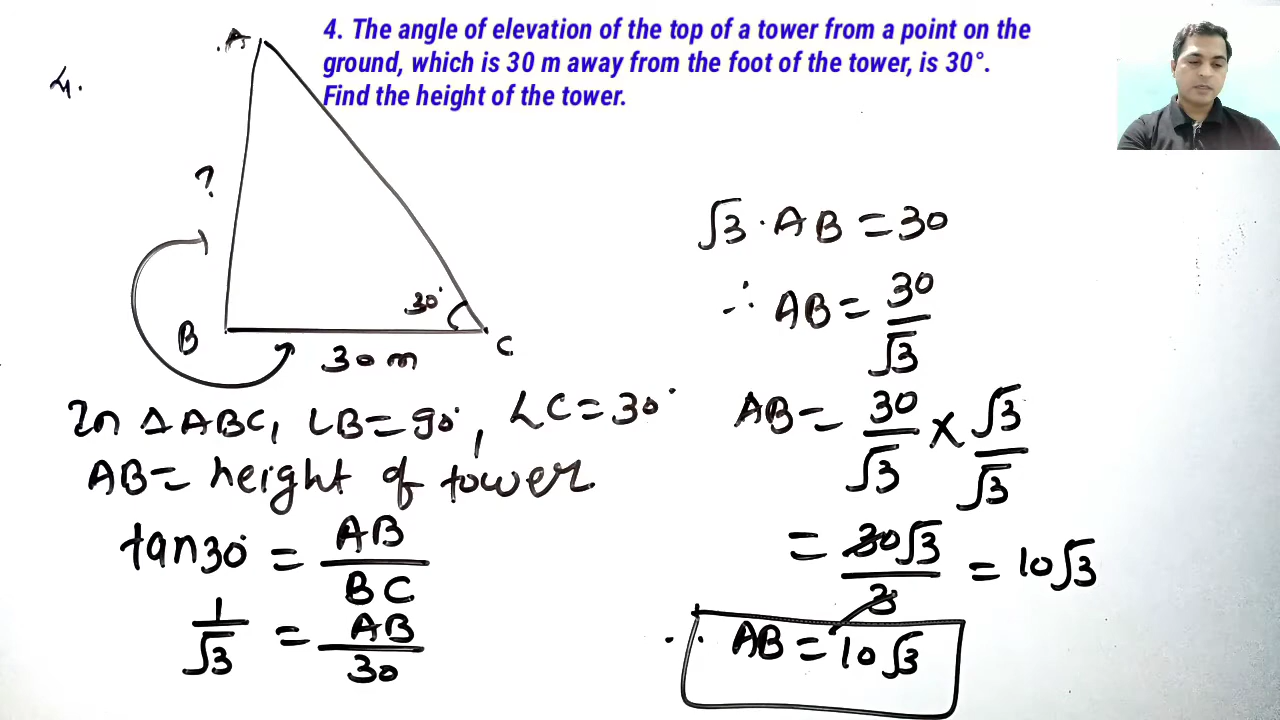 4. The angle of elevation of the top of a tower from a point on the
ground, which is 30 m away from the foot of the tower, is 30°.
Find the height of the tower.
4.
A
?
B
30°
C
30 m
In △ABC, ∠B = 90°, ∠C = 30°
AB = height of tower
tan30° = AB/BC
1/√3 = AB/30
√3 · AB = 30
∴ AB = 30/√3
AB = 30/√3 × √3/√3
= 30√3/3 = 10√3
∴ AB = 10√3